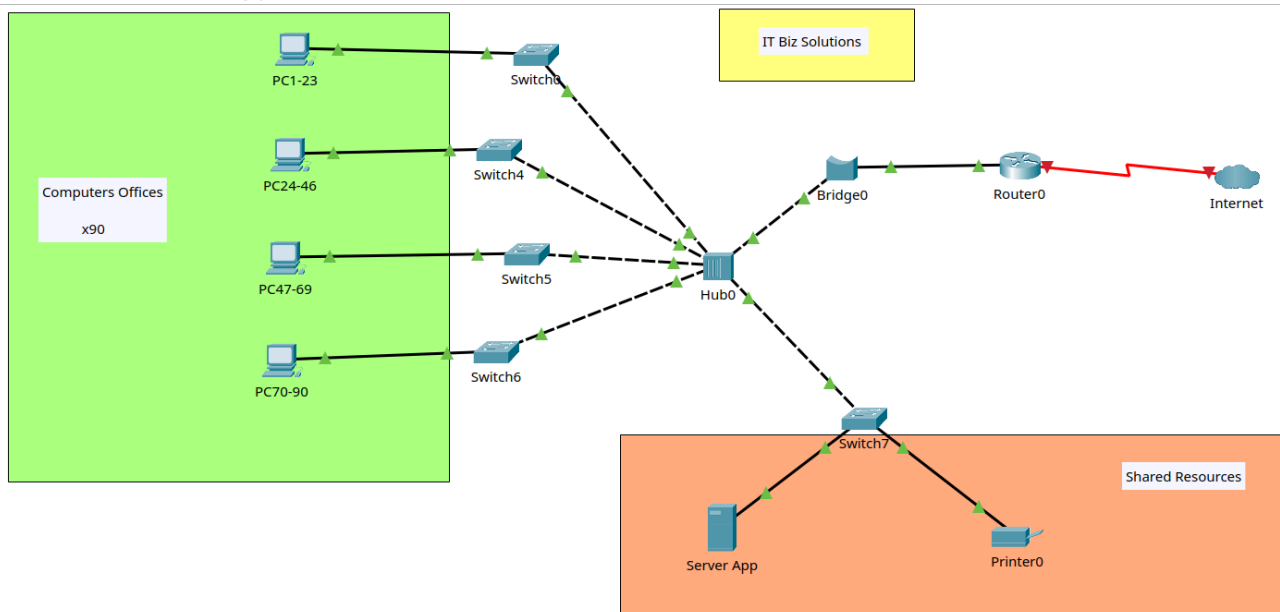 IT Biz Solutions
PC1-23
Switch0
PC24-46
Switch4
Computers Offices
x90
Bridge0
Router0
Internet
PC47-69
Switch5
Hub0
PC70-90
Switch6
Switch7
Shared Resources
Server App
Printer0